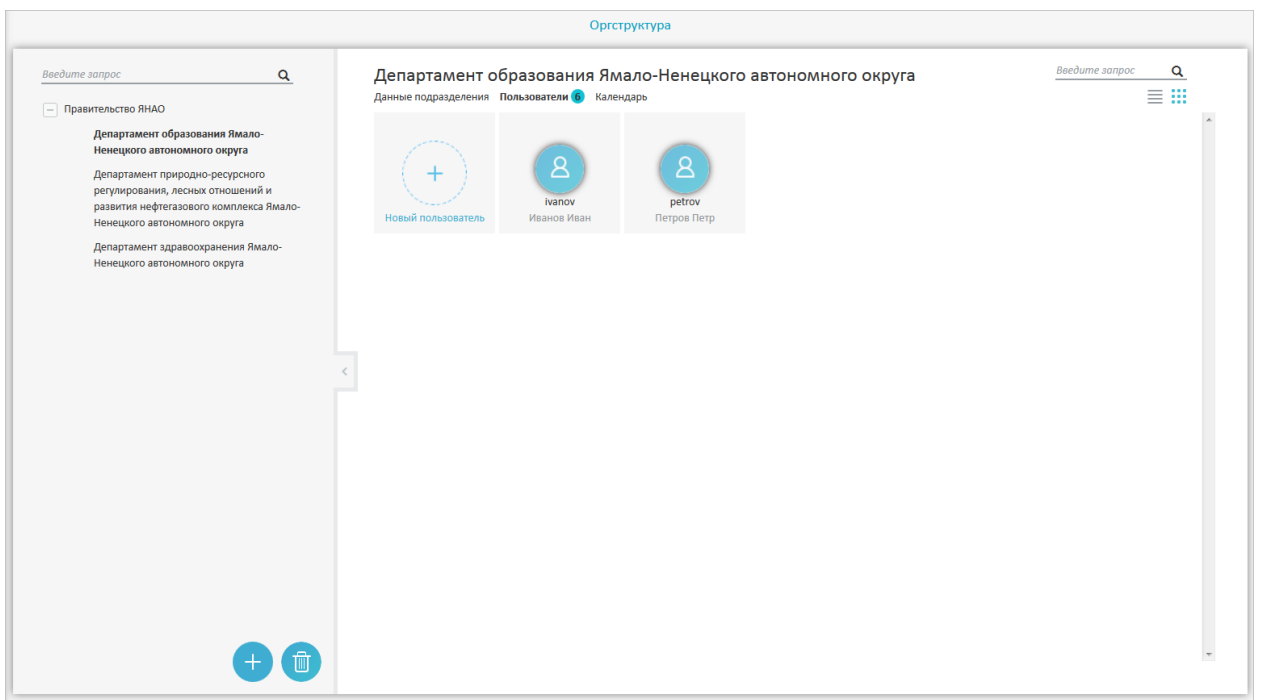 Оргструктура
Введите запрос
Правительство ЯНАО
Департамент образования Ямало-
Ненецкого автономного округа
Департамент природно-ресурсного
регулирования, лесных отношений и
развития нефтегазового комплекса Ямало-
Ненецкого автономного округа
Департамент здравоохранения Ямало-
Ненецкого автономного округа
Департамент образования Ямало-Ненецкого автономного округа
Введите запрос
Данные подразделения Пользователи 6 Календарь
Новый пользователь
ivanov
Иванов Иван
petrov
Петров Петр